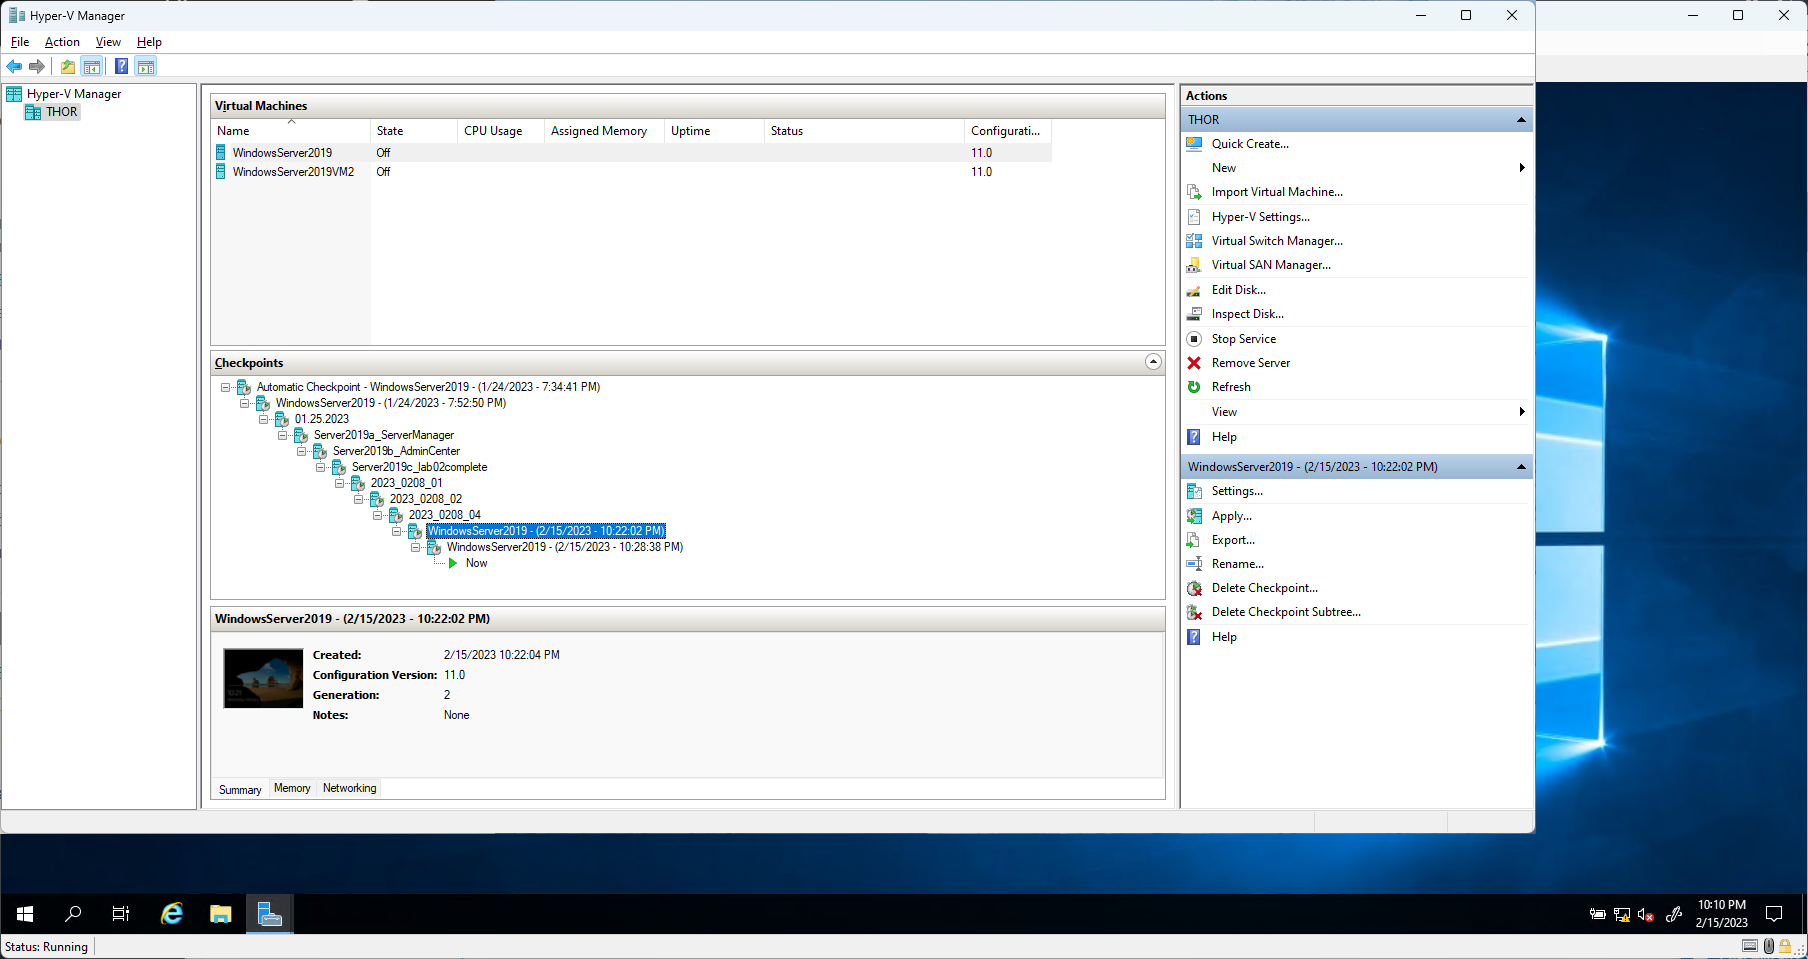 Hyper-V Manager
File Action View Help
Hyper-V Manager
THOR
Virtual Machines
Name State CPU Usage Assigned Memory Uptime Status Configurati...
WindowsServer2019 Off 11.0
WindowsServer2019VM2 Off 11.0
Checkpoints
Automatic Checkpoint - WindowsServer2019 - (1/24/2023 - 7:34:41 PM)
WindowsServer2019 - (1/24/2023 - 7:52:50 PM)
01.25.2023
Server2019a_ServerManager
Server2019b_AdminCenter
Server2019c_lab02complete
2023_0208_01
2023_0208_02
2023_0208_04
WindowsServer2019 - (2/15/2023 - 10:22:02 PM)
WindowsServer2019 - (2/15/2023 - 10:28:38 PM)
Now
WindowsServer2019 - (2/15/2023 - 10:22:02 PM)
10:21
Created: 2/15/2023 10:22:04 PM
Configuration Version: 11.0
Generation: 2
Notes: None
Summary Memory Networking
Actions
THOR
Quick Create...
New
Import Virtual Machine...
Hyper-V Settings...
Virtual Switch Manager...
Virtual SAN Manager...
Edit Disk...
Inspect Disk...
Stop Service
Remove Server
Refresh
View
Help
WindowsServer2019 - (2/15/2023 - 10:22:02 PM)
Settings...
Apply...
Export...
Rename...
Delete Checkpoint...
Delete Checkpoint Subtree...
Help
10:10 PM
2/15/2023
Status: Running